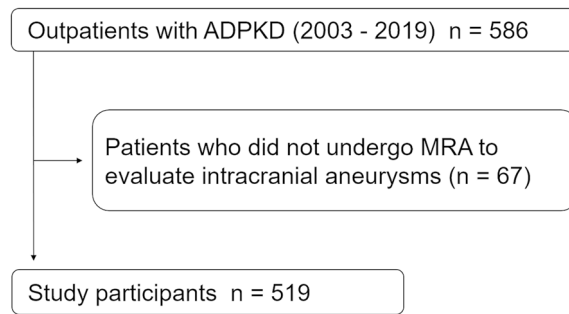 Outpatients with ADPKD (2003 - 2019)  n = 586
Patients who did not undergo MRA to
evaluate intracranial aneurysms (n = 67)
Study participants  n = 519